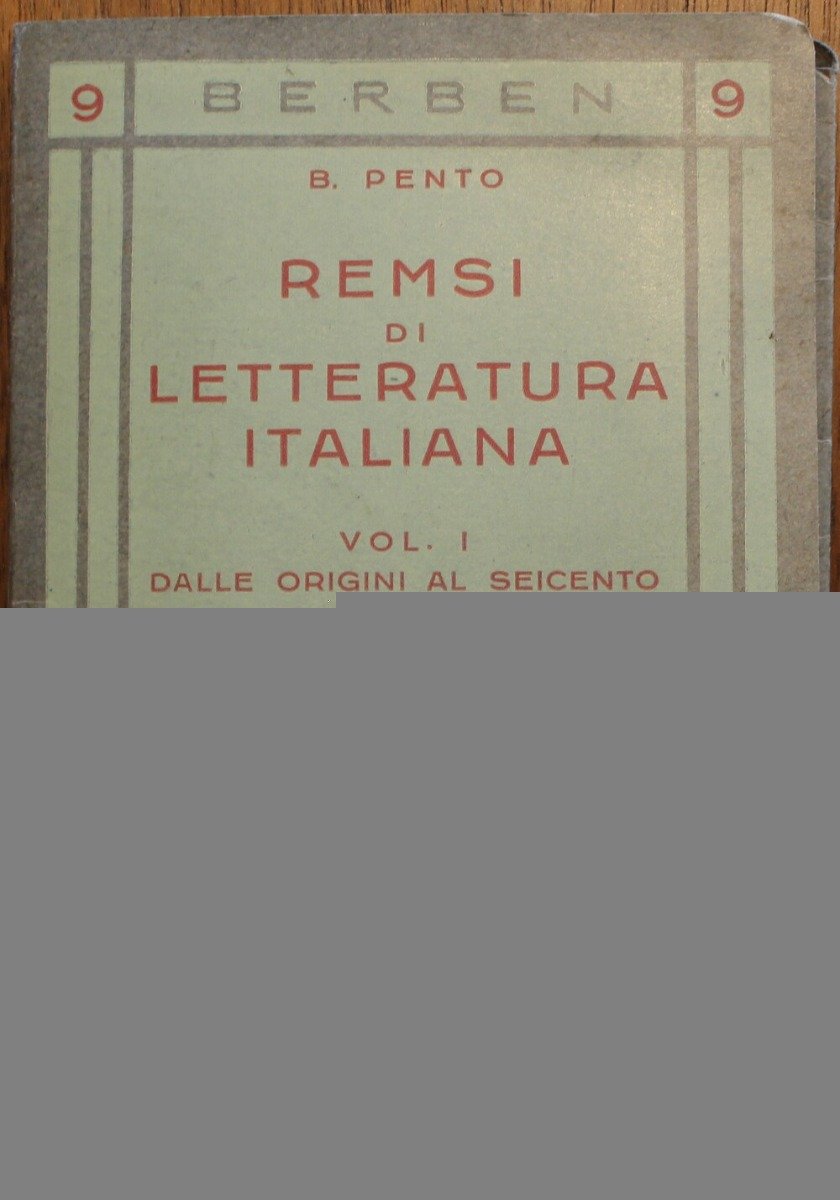 9 BERBEN 9
B. PENTO
REMSI
DI
LETTERATURA
ITALIANA
VOL. I
DALLE ORIGINI AL SEICENTO